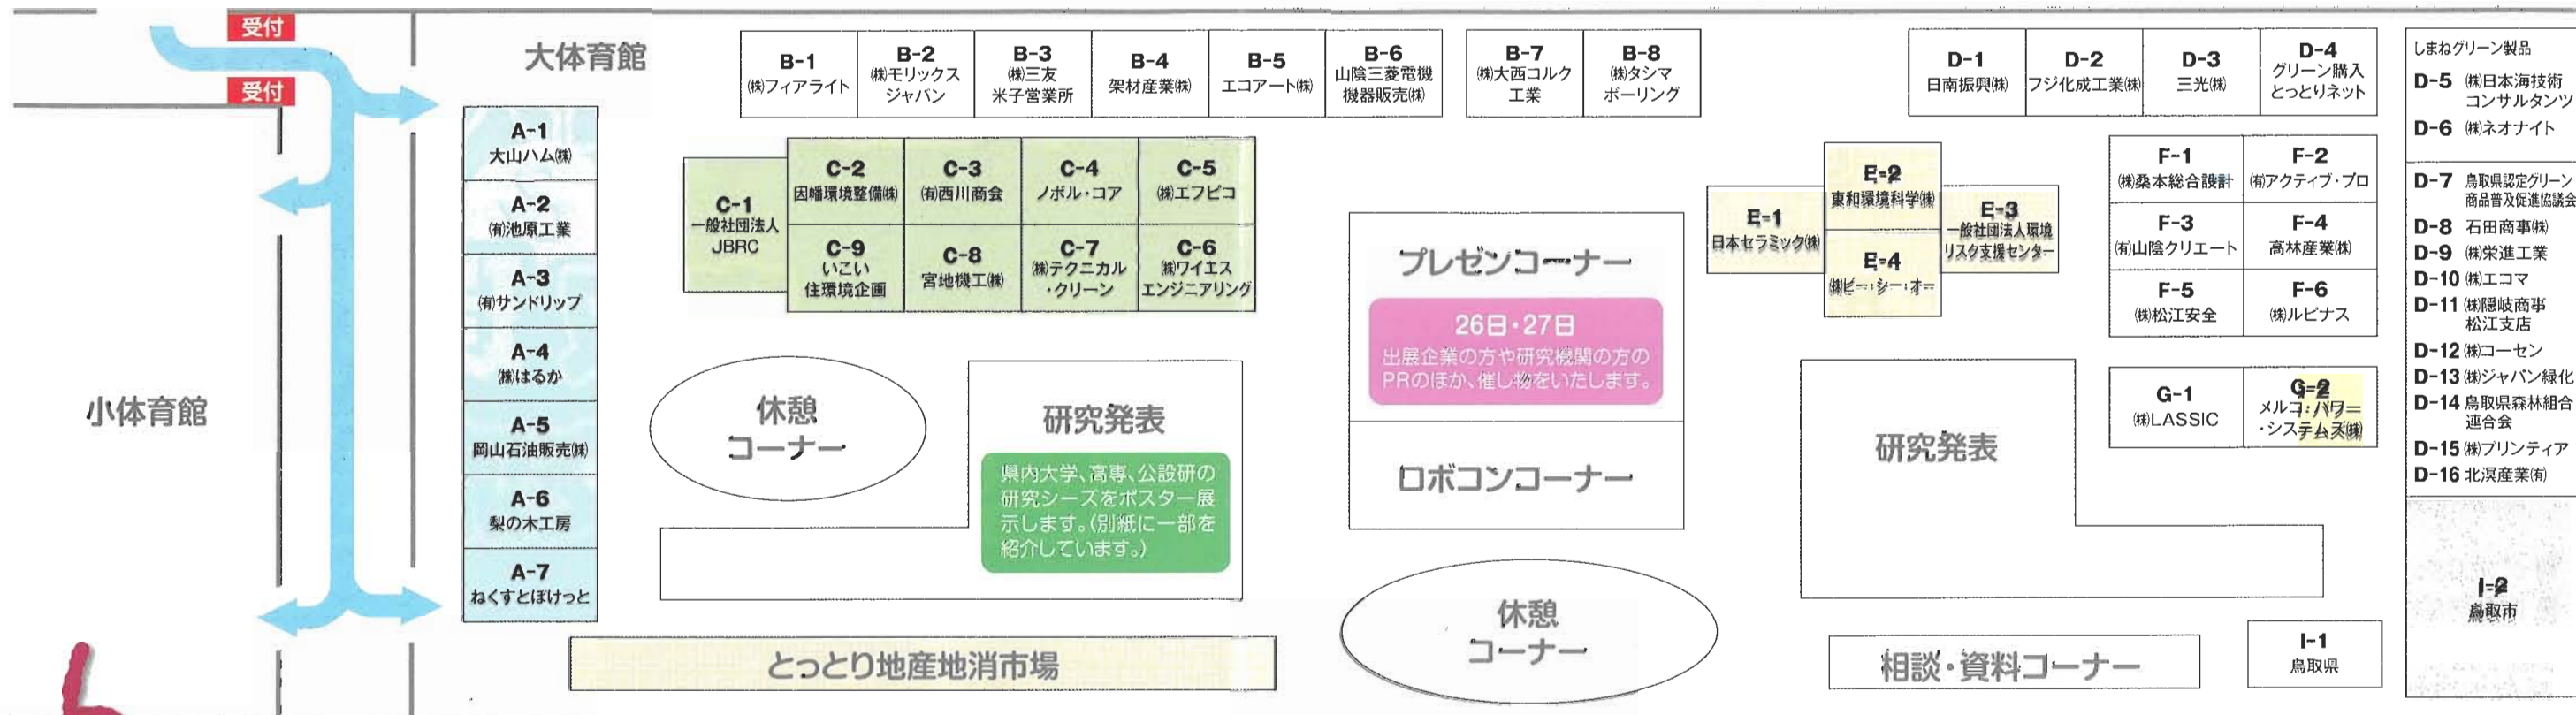 受付
受付
大体育館
小体育館
A-1
大山ハム㈱
A-2
㈲池原工業
A-3
㈲サンドリップ
A-4
㈱はるか
A-5
岡山石油販売㈱
A-6
梨の木工房
A-7
ねくすとぽけっと
B-1
㈱フィアライト
B-2
㈱モリックス
ジャパン
B-3
㈱三友
米子営業所
B-4
架材産業㈱
B-5
エコアート㈱
B-6
山陰三菱電機
機器販売㈱
B-7
㈱大西コルク
工業
B-8
㈱タシマ
ボーリング
C-1
一般社団法人
JBRC
C-2
因幡環境整備㈱
C-3
㈲西川商会
C-4
ノボル・コア
C-5
㈱エフピコ
C-9
いこい
住環境企画
C-8
宮地機工㈱
C-7
㈱テクニカル
・クリーン
C-6
㈱ワイエス
エンジニアリング
休憩
コーナー
研究発表
県内大学、高専、公設研の
研究シーズをポスター展
示します。（別紙に一部を
紹介しています。）
とっとり地産地消市場
プレゼンコーナー
26日・27日
出展企業の方や研究機関の方の
PRのほか、催し物をいたします。
ロボコンコーナー
休憩
コーナー
D-1
日南振興㈱
D-2
フジ化成工業㈱
D-3
三光㈱
D-4
グリーン購入
とっとりネット
E-1
日本セラミック㈱
E-2
東和環境科学㈱
E-3
一般社団法人環境
リスク支援センター
E-4
㈱ビー・シー・オー
F-1
㈱桑本総合設計
F-2
㈲アクティブ・プロ
F-3
㈲山陰クリエート
F-4
高林産業㈱
F-5
㈱松江安全
F-6
㈱ルピナス
G-1
㈱LASSIC
G-2
メルコ・パワー
・システムズ㈱
研究発表
相談・資料コーナー
I-1
鳥取県
しまねグリーン製品
D-5 ㈱日本海技術
コンサルタンツ
D-6 ㈱ネオナイト
D-7 鳥取県認定グリーン
商品普及促進協議会
D-8 石田商事㈱
D-9 ㈱栄進工業
D-10 ㈱エコマ
D-11 ㈱隠岐商事
松江支店
D-12 ㈱コーセン
D-13 ㈱ジャパン緑化
D-14 鳥取県森林組合
連合会
D-15 ㈱プリンティア
D-16 北溟産業㈲
I-2
鳥取市